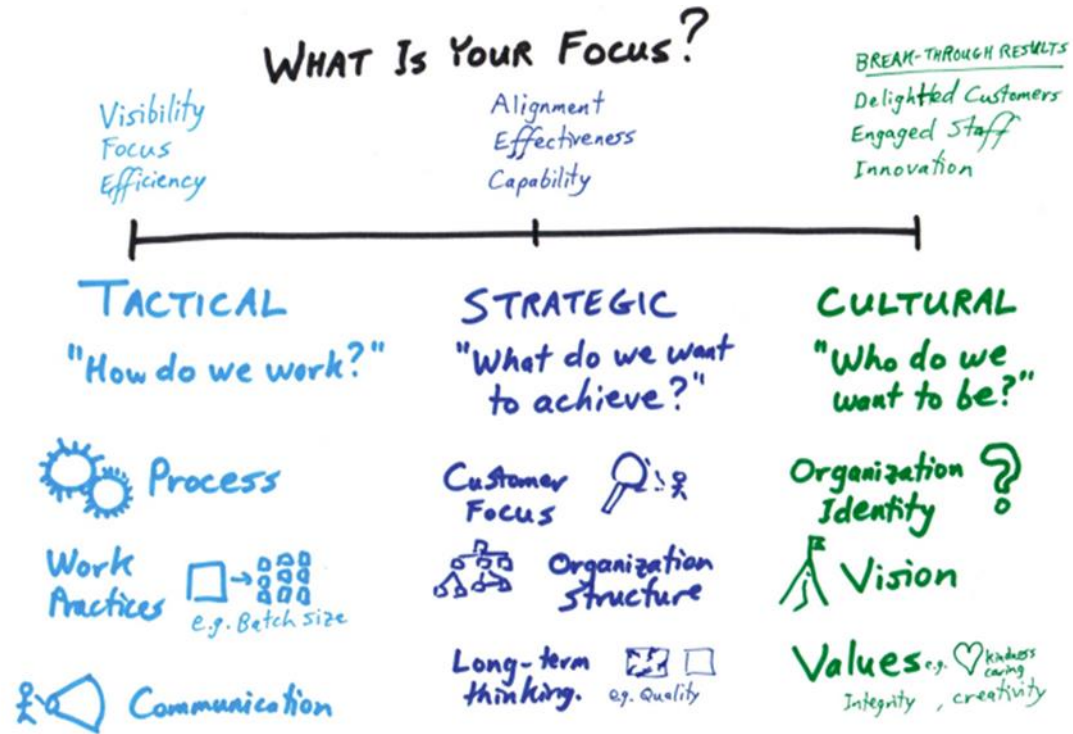 WHAT IS YOUR FOCUS?
Visibility
Focus
Efficiency
Alignment
Effectiveness
Capability
BREAK-THROUGH RESULTS
Delightted Customers
Engaged Staff
Innovation
TACTICAL
"How do we work?"
Process
Work
Practices
e.g. Batch size
Communication
STRATEGIC
"What do we want
to achieve?"
Customer
Focus
Organization
Structure
Long-term
thinking.
e.g. Quality
CULTURAL
"Who do we
want to be?"
Organization
Identity
?
Vision
Values e.g.
kindness
caring
Integrity , creativity